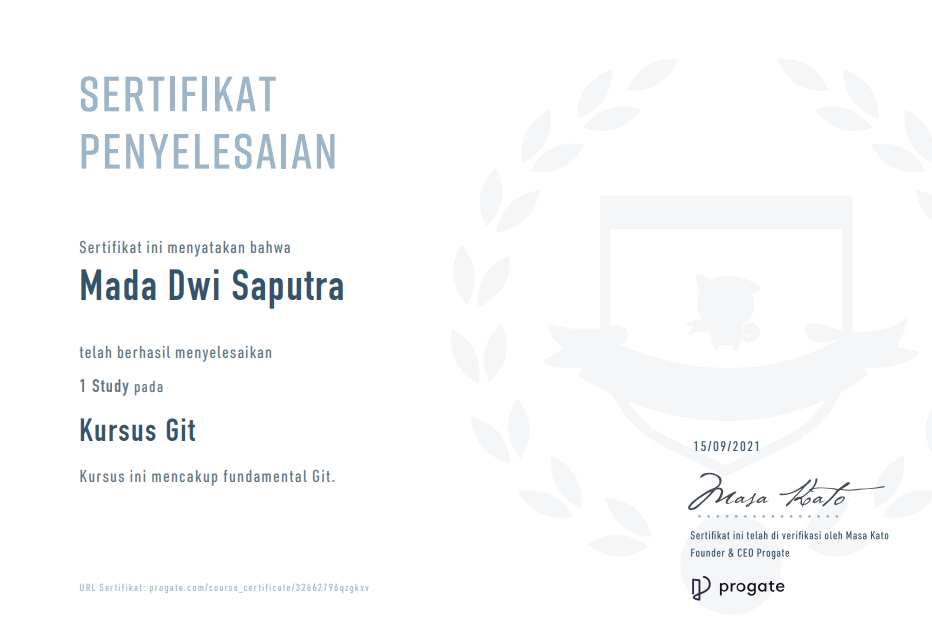 SERTIFIKAT
PENYELESAIAN
Sertifikat ini menyatakan bahwa
Mada Dwi Saputra
telah berhasil menyelesaikan
1 Study pada
Kursus Git
Kursus ini mencakup fundamental Git.
15/09/2021
Masa Kato
Sertifikat ini telah di verifikasi oleh Masa Kato
Founder & CEO Progate
progate
URL Sertifikat: progate.com/course_certificate/32662796qzgkxv